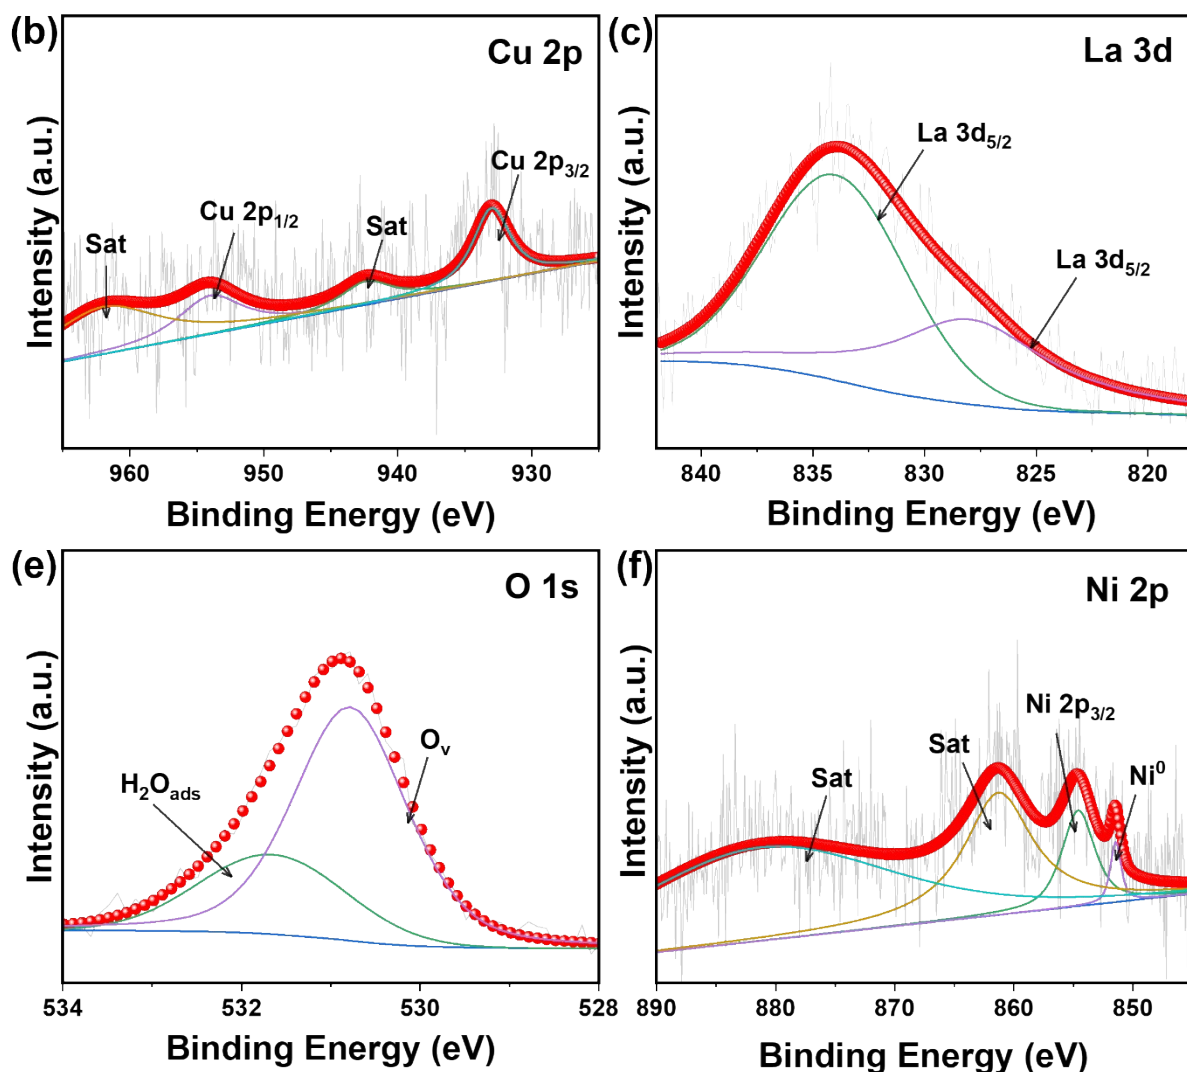 (b)
Cu 2p
Intensity (a.u.)
Sat
Cu 2p1/2
Sat
Cu 2p3/2
960 950 940 930
Binding Energy (eV)
(c)
La 3d
Intensity (a.u.)
La 3d5/2
La 3d5/2
840 835 830 825 820
Binding Energy (eV)
(e)
O 1s
Intensity (a.u.)
H2Oads
Ov
534 532 530 528
Binding Energy (eV)
(f)
Ni 2p
Intensity (a.u.)
Sat
Sat
Ni 2p3/2
Ni0
890 880 870 860 850
Binding Energy (eV)